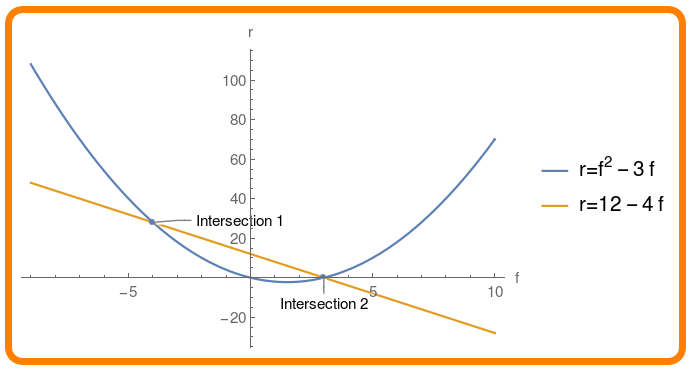 r
100
80
60
40
20
−20
−5
5
10
f
Intersection 1
Intersection 2
r=f² − 3 f
r=12 − 4 f